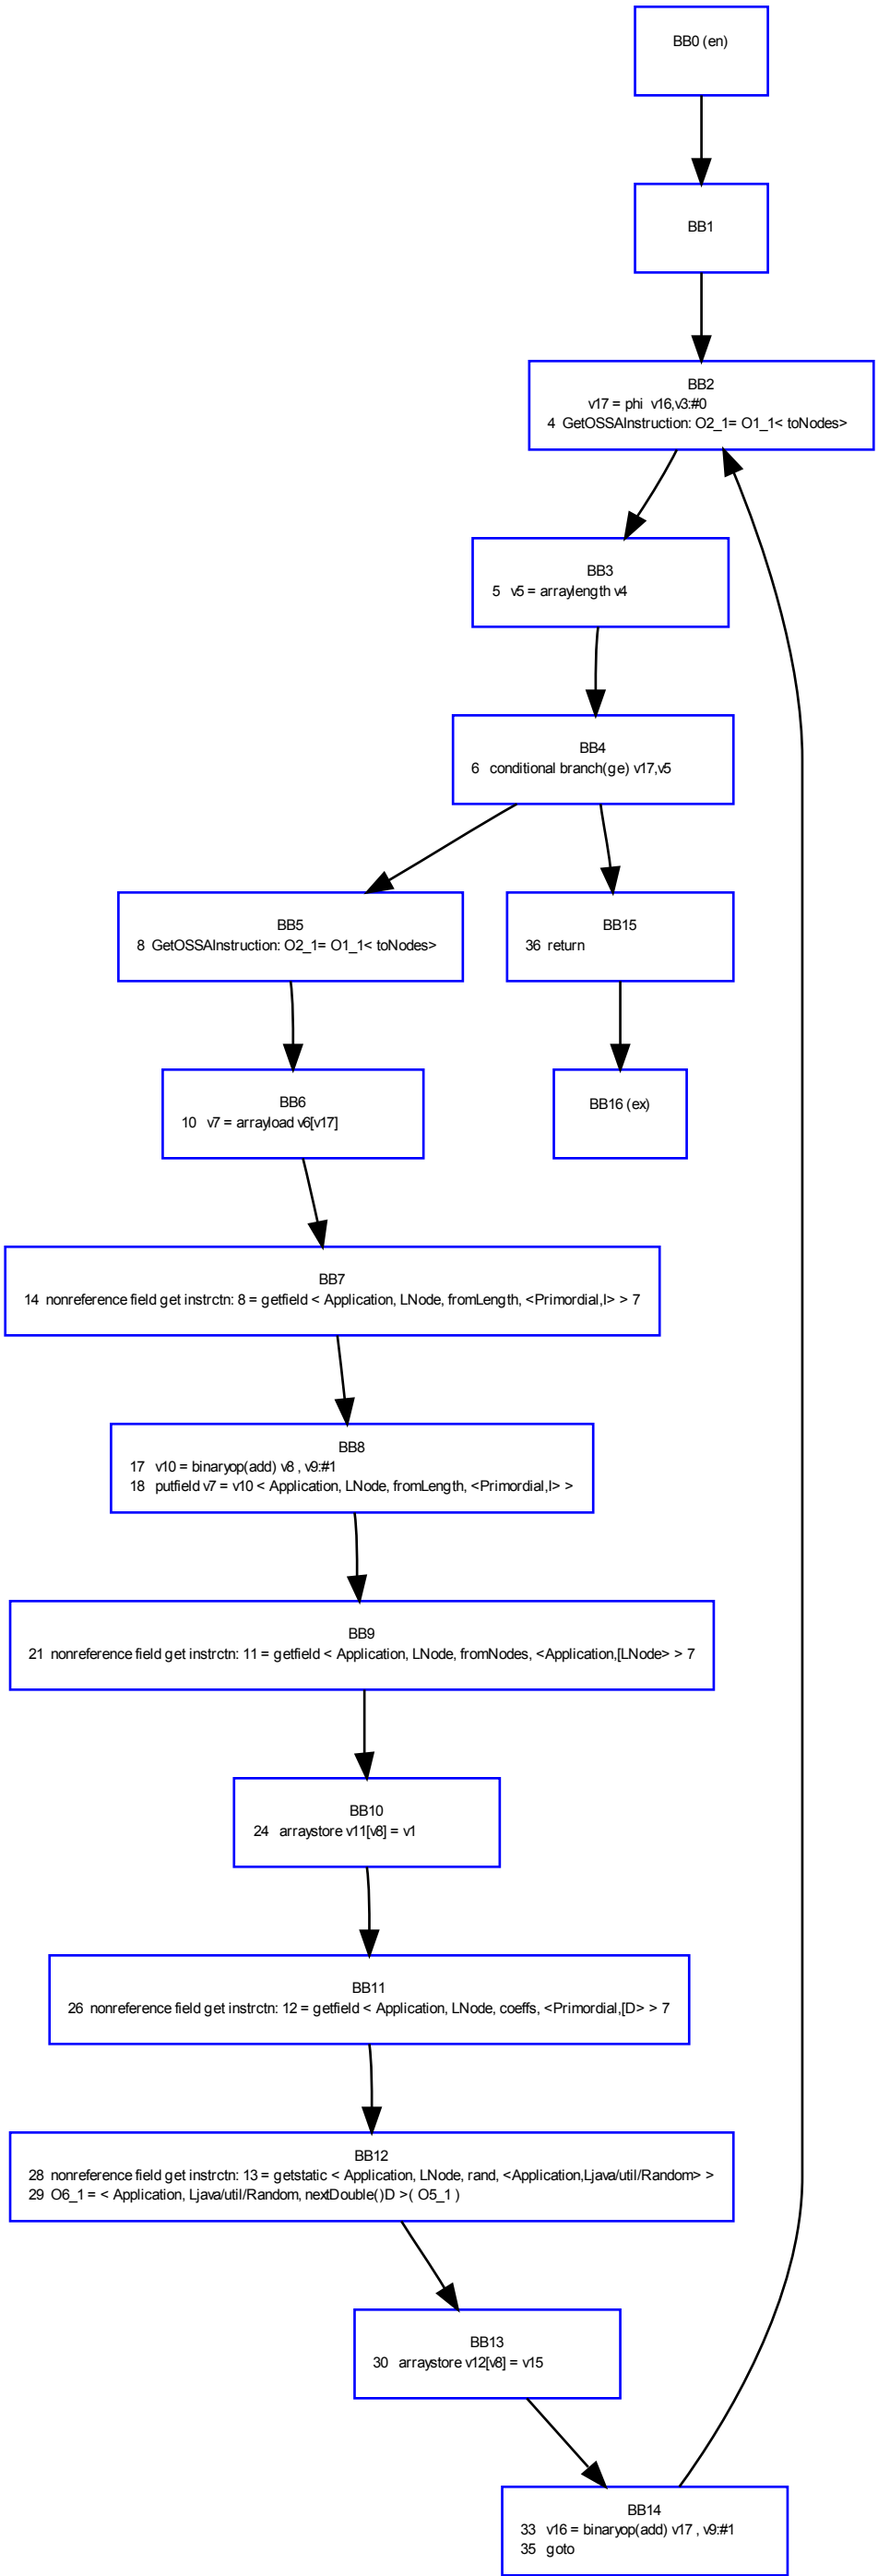 BB0 (en)
BB1
BB2
v17 = phi  v16,v3:#0
4  GetOSSAInstruction: O2_1= O1_1< toNodes>
BB3
5   v5 = arraylength v4
BB4
6   conditional branch(ge) v17,v5
BB5
8  GetOSSAInstruction: O2_1= O1_1< toNodes>
BB15
36  return
BB6
10   v7 = arrayload v6[v17]
BB16 (ex)
BB7
14  nonreference field get instrctn: 8 = getfield < Application, LNode, fromLength, <Primordial,I> > 7
BB8
17   v10 = binaryop(add) v8 , v9:#1
18   putfield v7 = v10 < Application, LNode, fromLength, <Primordial,I> >
BB9
21  nonreference field get instrctn: 11 = getfield < Application, LNode, fromNodes, <Application,[LNode> > 7
BB10
24   arraystore v11[v8] = v1
BB11
26  nonreference field get instrctn: 12 = getfield < Application, LNode, coeffs, <Primordial,[D> > 7
BB12
28  nonreference field get instrctn: 13 = getstatic < Application, LNode, rand, <Application,Ljava/util/Random> >
29  O6_1 = < Application, Ljava/util/Random, nextDouble()D >( O5_1 )
BB13
30   arraystore v12[v8] = v15
BB14
33   v16 = binaryop(add) v17 , v9:#1
35   goto